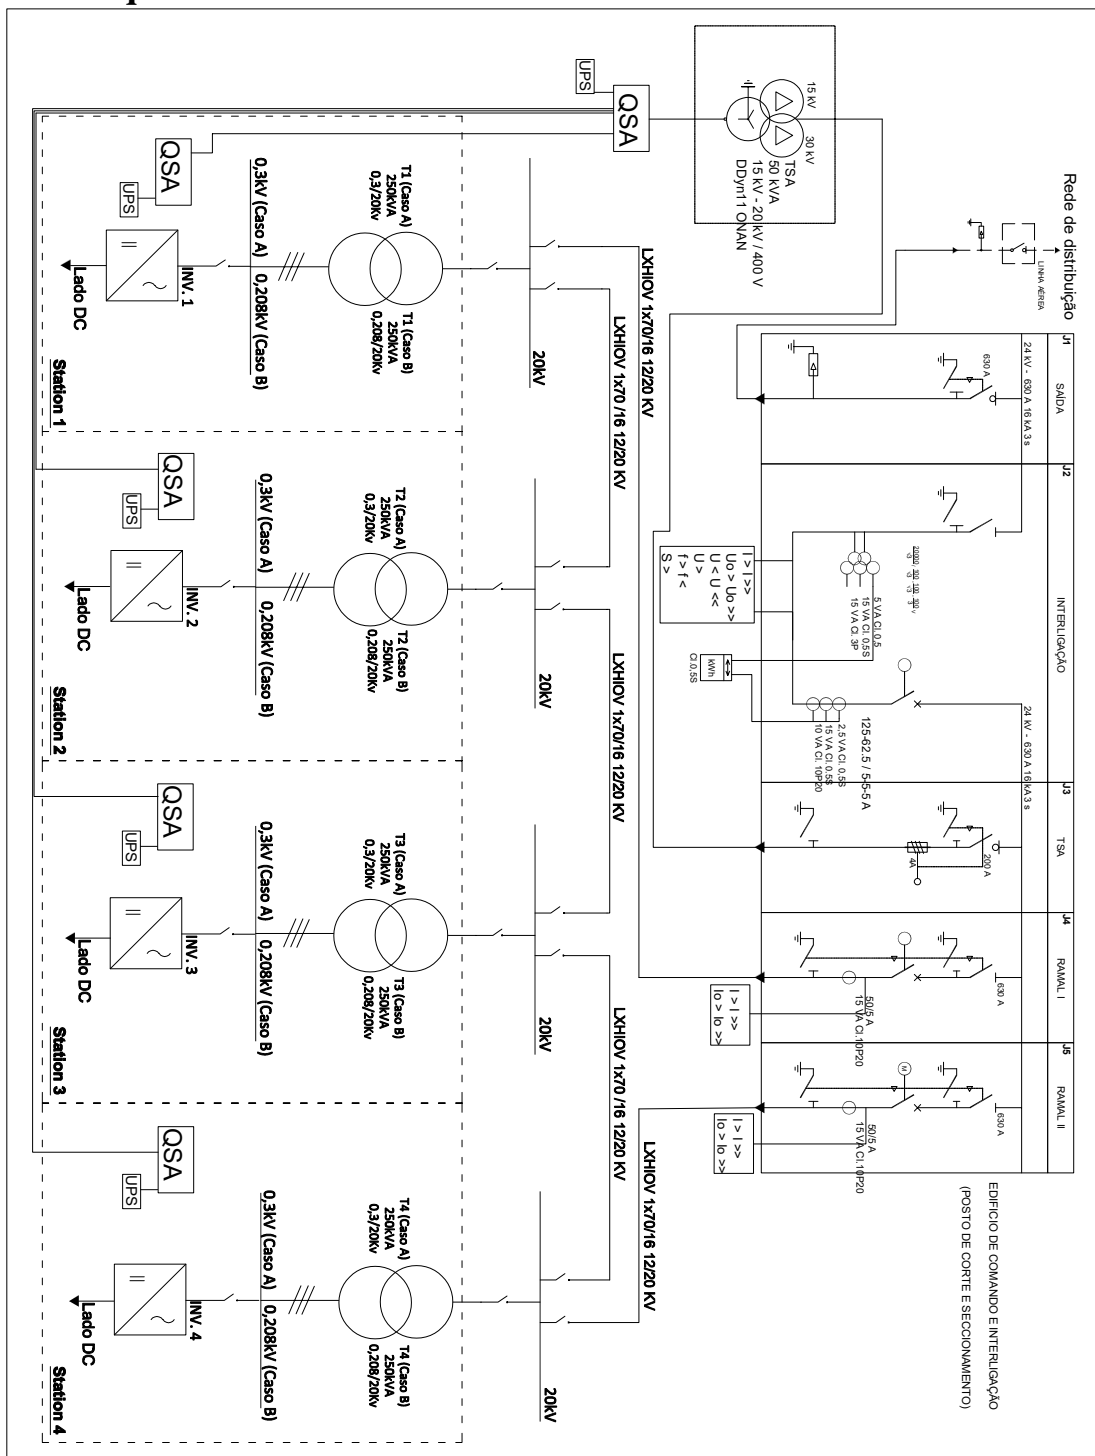 Rede de distribuição
LINHA AÉREA
15 kV
30 kV
TSA
50 kVA
15 kV - 20 kV / 400 V
DDyn11 ONAN
UPS
QSA
J1
SAÍDA
24 kV - 630 A 16 kA 3 s
630 A
J2
INTERLIGAÇÃO
5 VA Cl.0,5
15 VA Cl. 0,5S
15 VA Cl. 3P
I > I >>
Uo > Uo >>
U < U <<
U >
f > f <
S >
kWh
Cl.0,5S
125-62,5 / 5-5-5 A
2,5 VA Cl. 0,5S
15 VA Cl. 0,5S
10 VA Cl. 10P20
24 kV - 630 A 16 kA 3 s
J3
TSA
200 A
4A
J4
RAMAL I
630 A
50/5 A
15 VA Cl.10P20
I > I >>
Io > Io >>
J5
RAMAL II
630 A
M
50/5 A
15 VA Cl.10P20
I > I >>
Io > Io >>
EDIFICIO DE COMANDO E INTERLIGAÇÃO
(POSTO DE CORTE E SECCIONAMENTO)
LXHIOV 1x70/16 12/20 KV
LXHIOV 1x70 /16 12/20 KV
LXHIOV 1x70/16 12/20 KV
LXHIOV 1x70 /16 12/20 KV
LXHIOV 1x70/16 12/20 KV
20kV
T1 (Caso A)
250kVA
0,3/20Kv
T1 (Caso B)
250kVA
0,208/20Kv
0,3kV (Caso A)
0,208kV (Caso B)
QSA
UPS
INV. 1
Lado DC
Station 1
20kV
T2 (Caso A)
250kVA
0,3/20Kv
T2 (Caso B)
250kVA
0,208/20Kv
0,3kV (Caso A)
0,208kV (Caso B)
QSA
UPS
INV. 2
Lado DC
Station 2
20kV
T3 (Caso A)
250kVA
0,3/20Kv
T3 (Caso B)
250kVA
0,208/20Kv
0,3kV (Caso A)
0,208kV (Caso B)
QSA
UPS
INV. 3
Lado DC
Station 3
20kV
T4 (Caso A)
250kVA
0,3/20Kv
T4 (Caso B)
250kVA
0,208/20Kv
0,3kV (Caso A)
0,208kV (Caso B)
QSA
UPS
INV. 4
Lado DC
Station 4